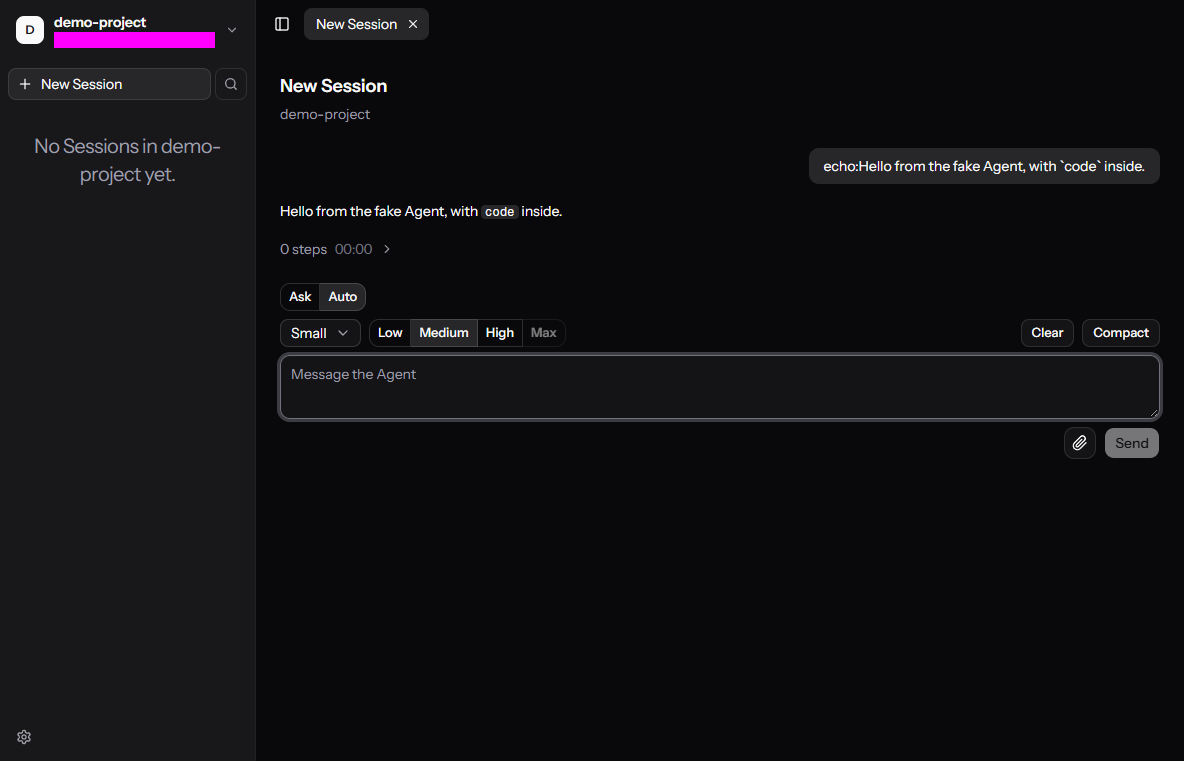 D
demo-project
New Session
No Sessions in demo-
project yet.
New Session
New Session
demo-project
echo:Hello from the fake Agent, with `code` inside.
Hello from the fake Agent, with code inside.
0 steps 00:00
Ask Auto
Small Low Medium High Max Clear Compact
Message the Agent
Send